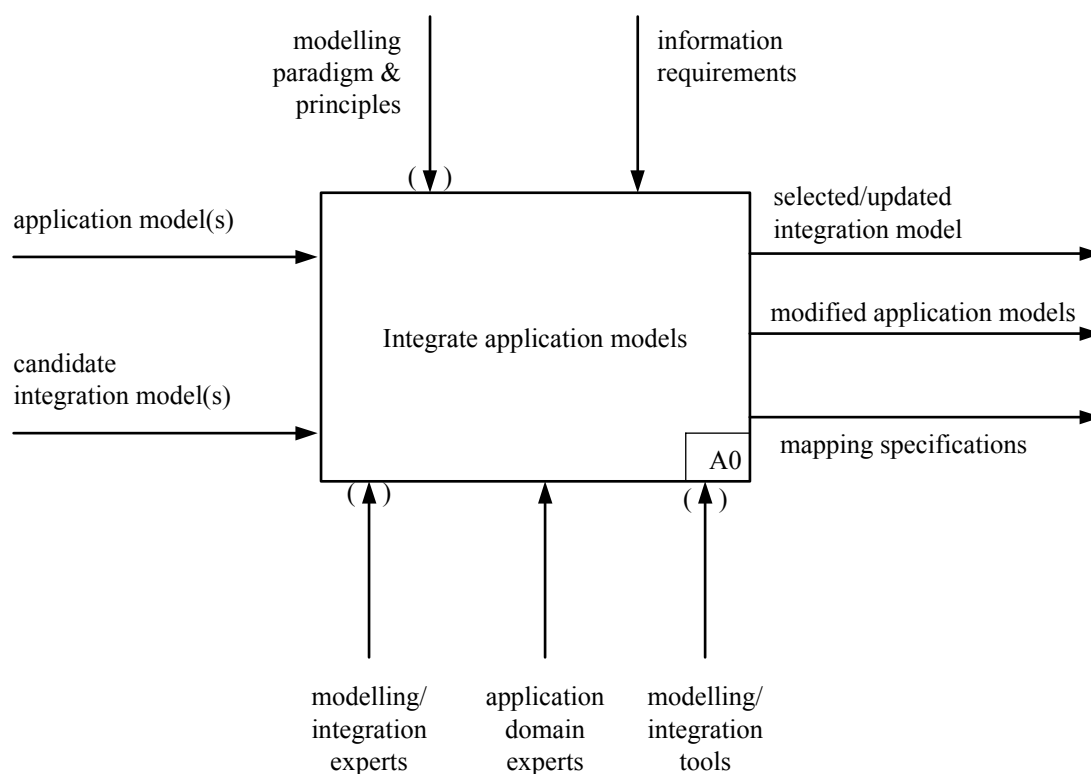 modelling
paradigm &
principles
information
requirements
( )
application model(s)
selected/updated
integration model
modified application models
Integrate application models
candidate
integration model(s)
mapping specifications
A0
( )
( )
modelling/
integration
experts
application
domain
experts
modelling/
integration
tools